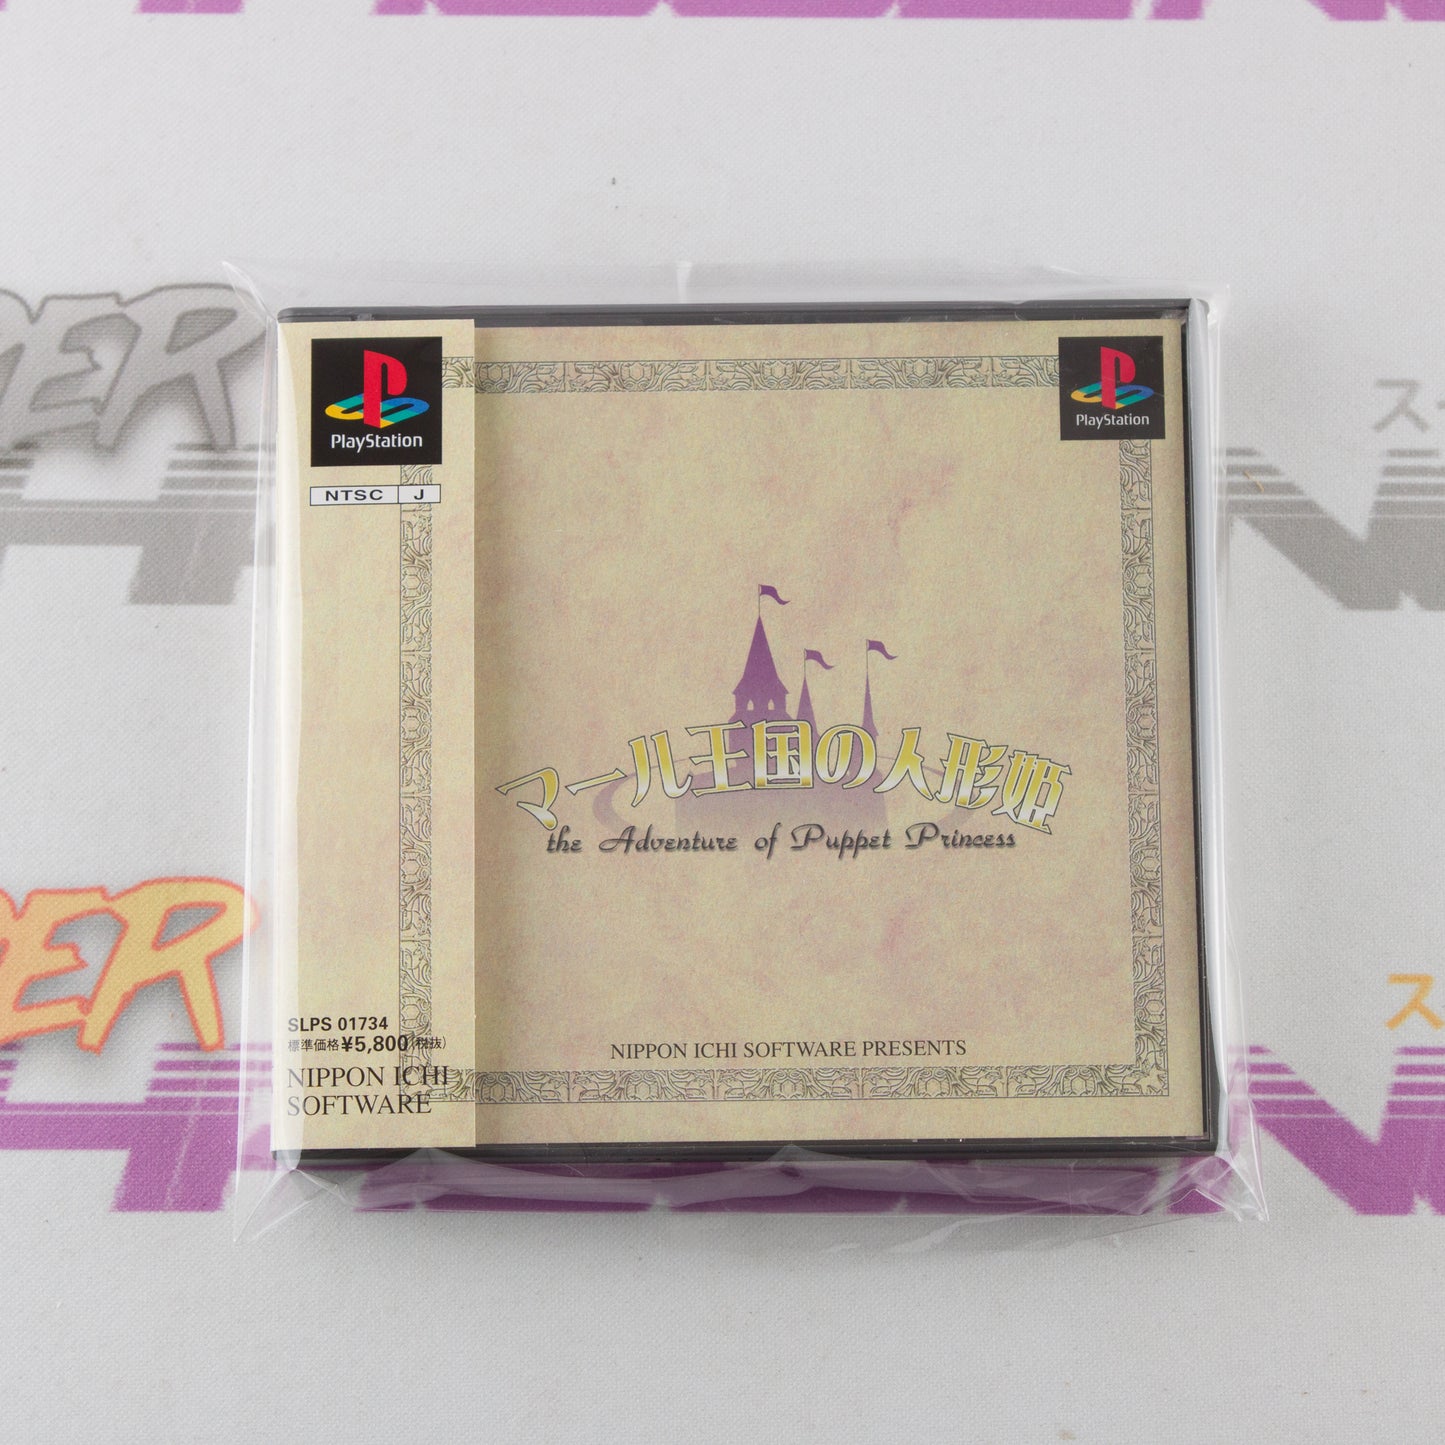 PlayStation
NTSC J
PlayStation
マール王国の人形姫
the Adventure of Puppet Princess
SLPS 01734
標準価格¥5,800(税抜)
NIPPON ICHI
SOFTWARE
NIPPON ICHI SOFTWARE PRESENTS